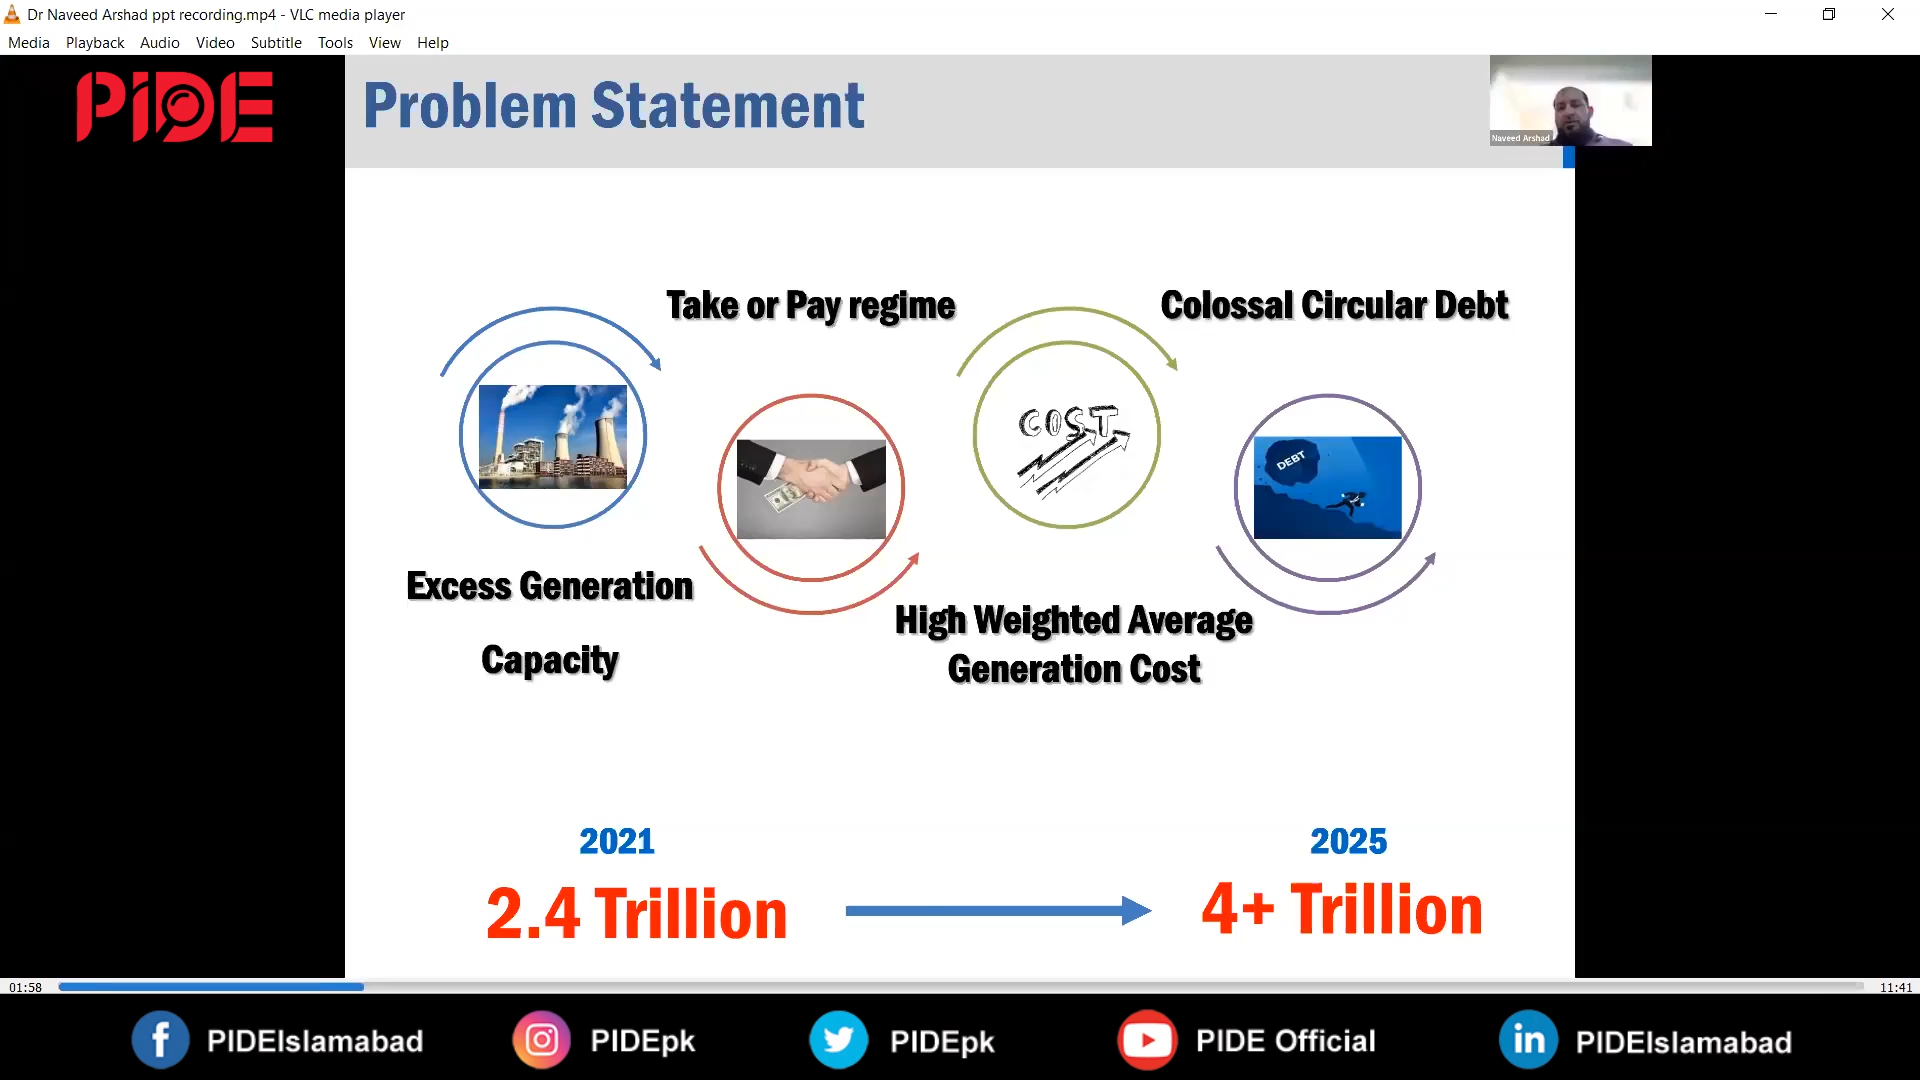 Dr Naveed Arshad ppt recording.mp4 - VLC media player
Media Playback Audio Video Subtitle Tools View Help
PIDE
Problem Statement
Naveed Arshad
Take or Pay regime
Colossal Circular Debt
COST
DEBT
Excess Generation
Capacity
High Weighted Average
Generation Cost
2021
2025
2.4 Trillion
4+ Trillion
01:58
11:41
PIDEIslamabad
PIDEpk
PIDEpk
PIDE Official
PIDEIslamabad